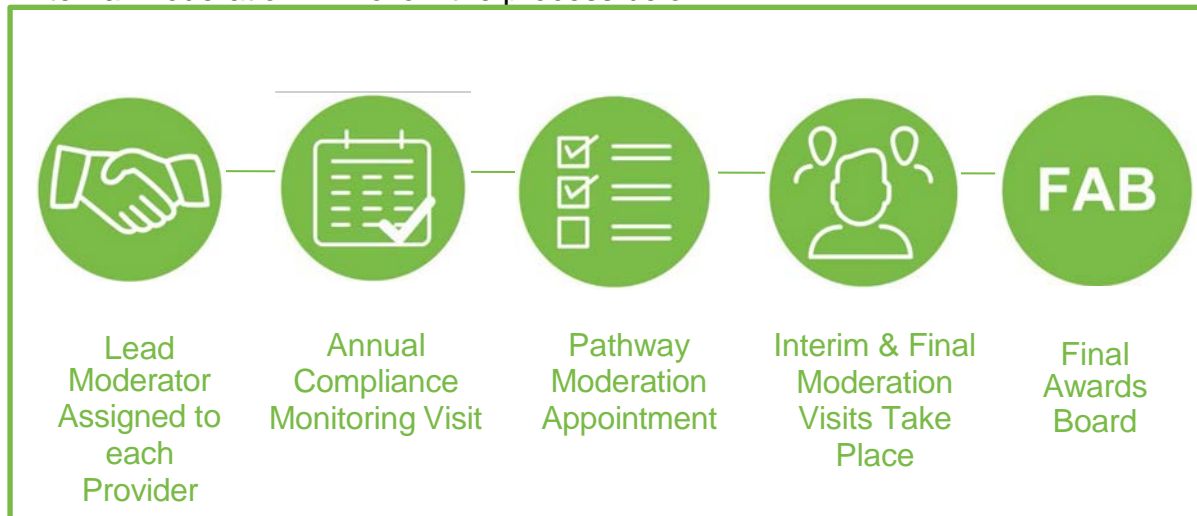 FAB
Lead
Moderator
Assigned to
each
Provider
Annual
Compliance
Monitoring Visit
Pathway
Moderation
Appointment
Interim & Final
Moderation
Visits Take
Place
Final
Awards
Board